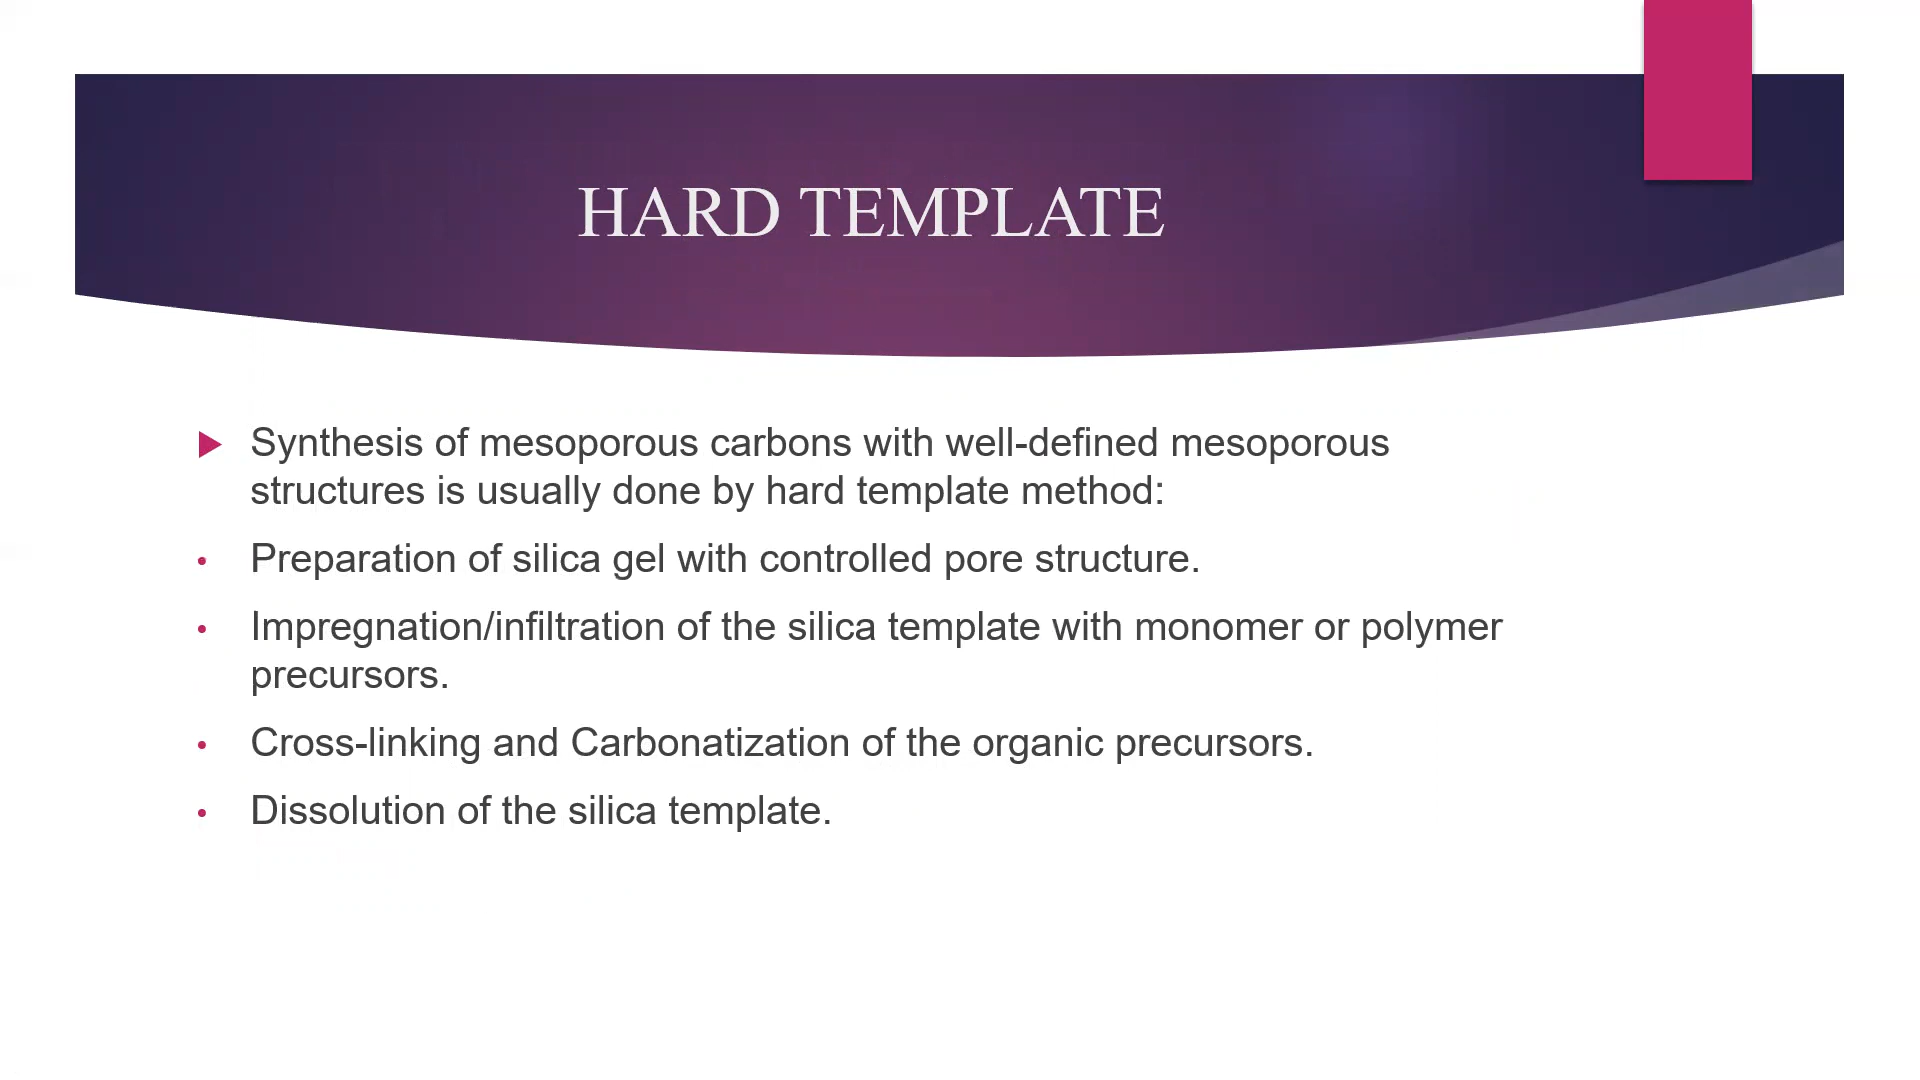 HARD TEMPLATE
Synthesis of mesoporous carbons with well-defined mesoporous
structures is usually done by hard template method:
Preparation of silica gel with controlled pore structure.
Impregnation/infiltration of the silica template with monomer or polymer
precursors.
Cross-linking and Carbonatization of the organic precursors.
Dissolution of the silica template.